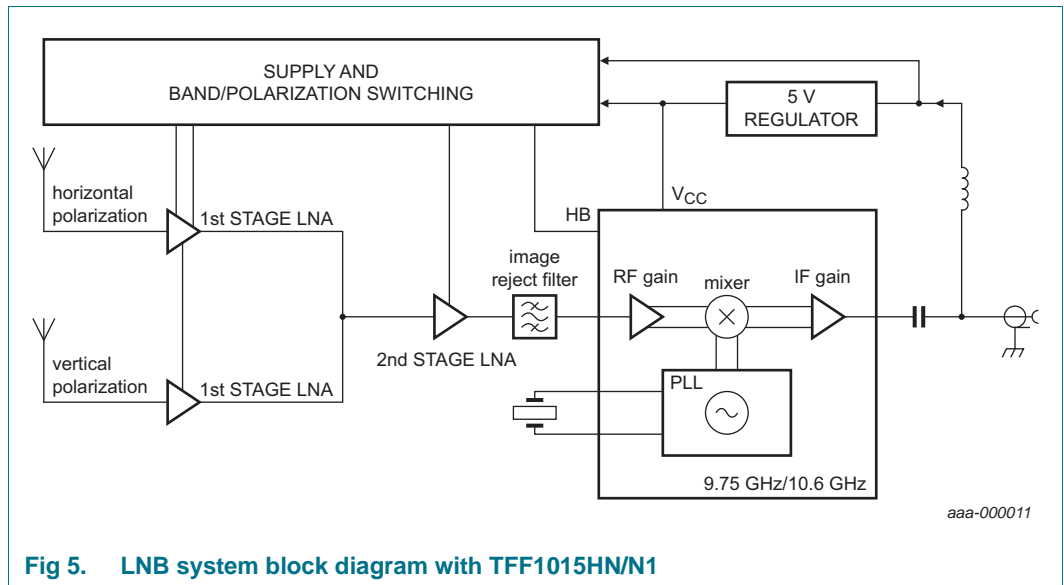 SUPPLY AND
BAND/POLARIZATION SWITCHING
5 V
REGULATOR
horizontal
polarization
1st STAGE LNA
HB
VCC
image
reject filter
RF gain
mixer
IF gain
2nd STAGE LNA
vertical
polarization
1st STAGE LNA
PLL
9.75 GHz/10.6 GHz
aaa-000011
Fig 5. LNB system block diagram with TFF1015HN/N1